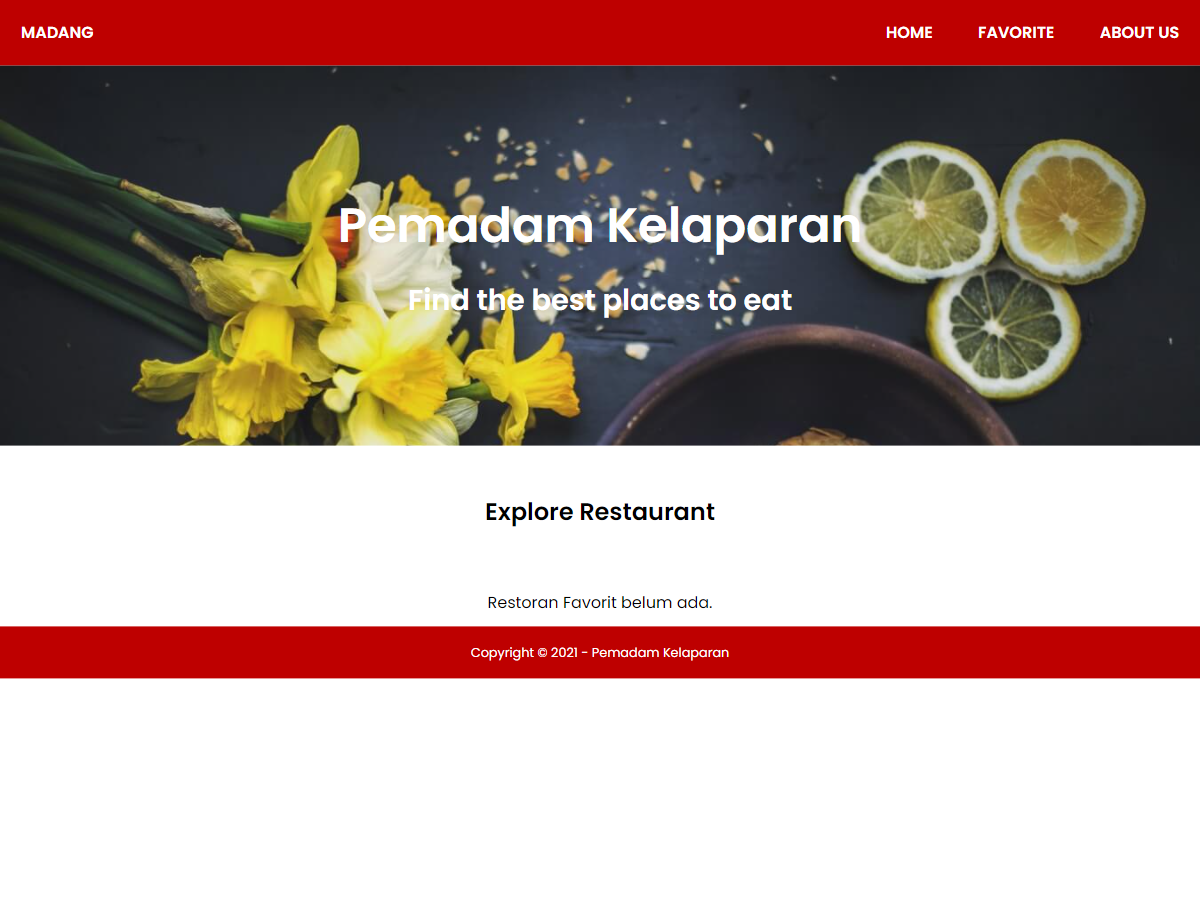 MADANG
HOME FAVORITE ABOUT US
Pemadam Kelaparan
Find the best places to eat
Explore Restaurant
Restoran Favorit belum ada.
Copyright © 2021 - Pemadam Kelaparan